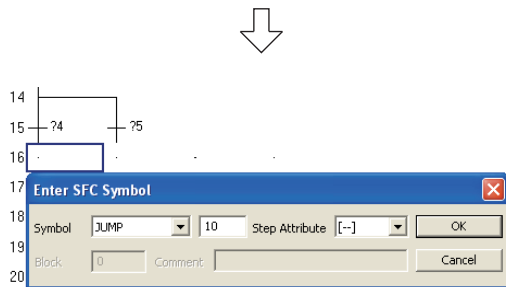 14
15 ?4 ?5
16
17
Enter SFC Symbol
18
Symbol JUMP 10 Step Attribute [--] OK
19
Block 0 Comment Cancel
20